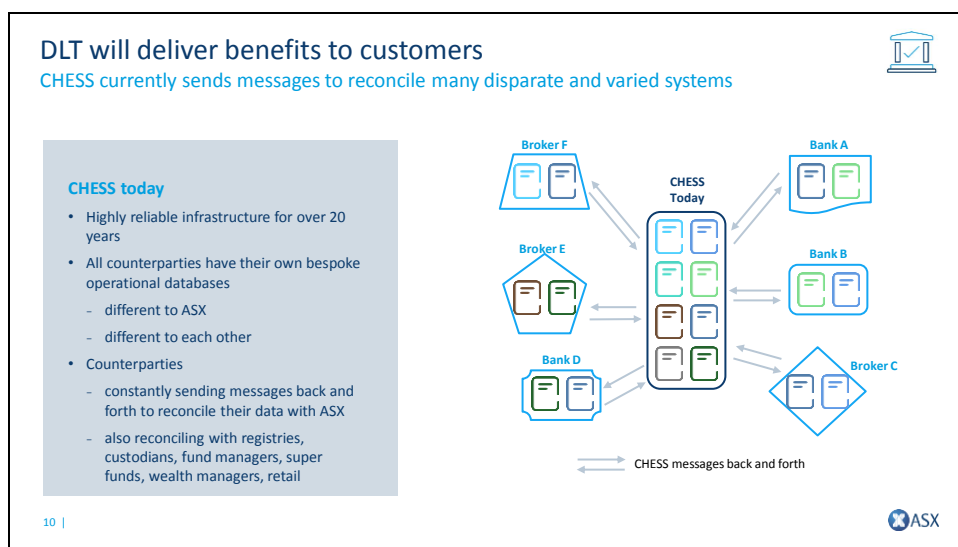 DLT will deliver benefits to customers
CHESS currently sends messages to reconcile many disparate and varied systems
CHESS today
• Highly reliable infrastructure for over 20
years
• All counterparties have their own bespoke
operational databases
- different to ASX
- different to each other
• Counterparties
- constantly sending messages back and
forth to reconcile their data with ASX
- also reconciling with registries,
custodians, fund managers, super
funds, wealth managers, retail
Broker F
Bank A
CHESS
Today
Broker E
Bank B
Bank D
Broker C
CHESS messages back and forth
10 |
ASX